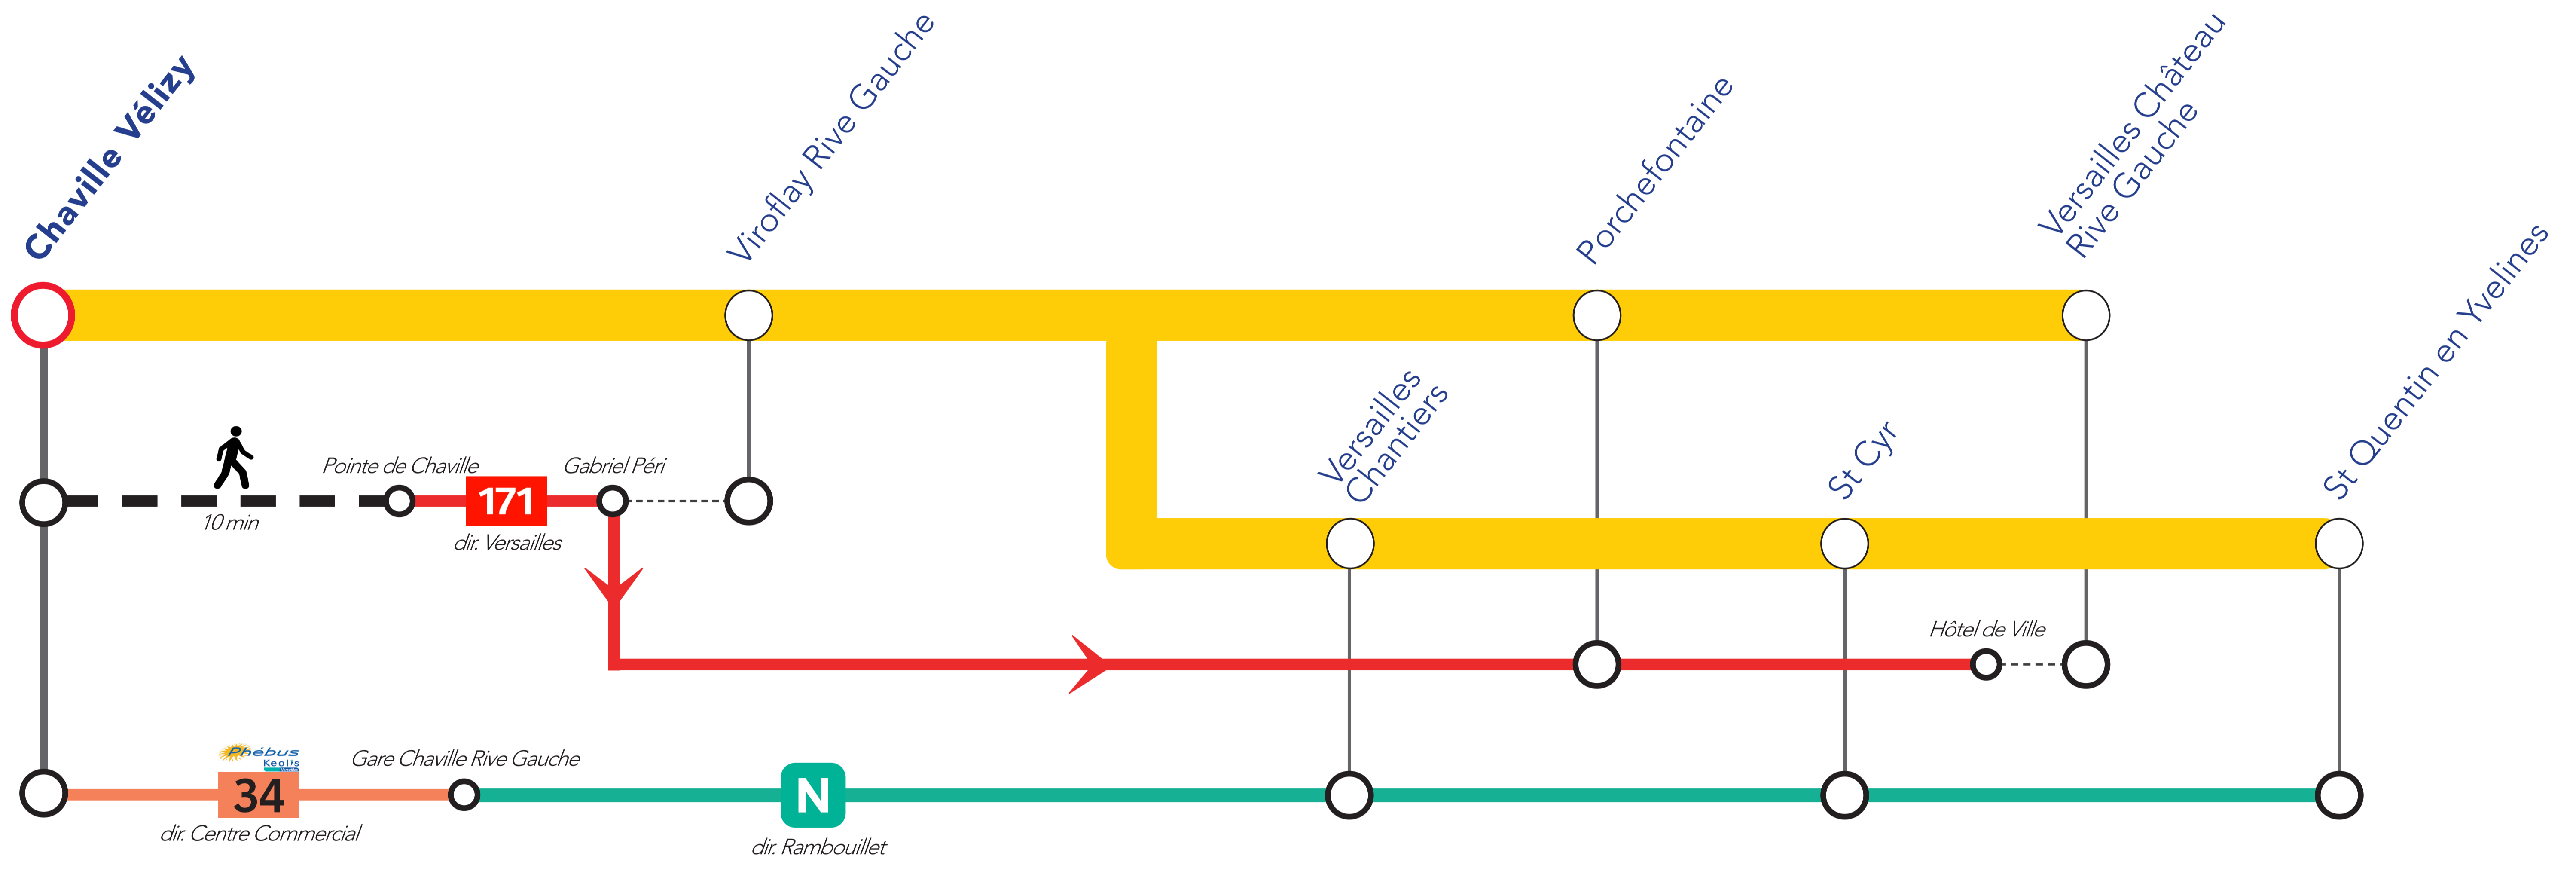 Chaville Vélizy
Viroflay Rive Gauche
Porchefontaine
Versailles Château
Rive Gauche
Versailles
Chantiers
St Cyr
St Quentin en Yvelines
10 min
Pointe de Chaville
171
dir. Versailles
Gabriel Péri
Hôtel de Ville
Phébus
Keolis
34
dir. Centre Commercial
Gare Chaville Rive Gauche
N
dir. Rambouillet